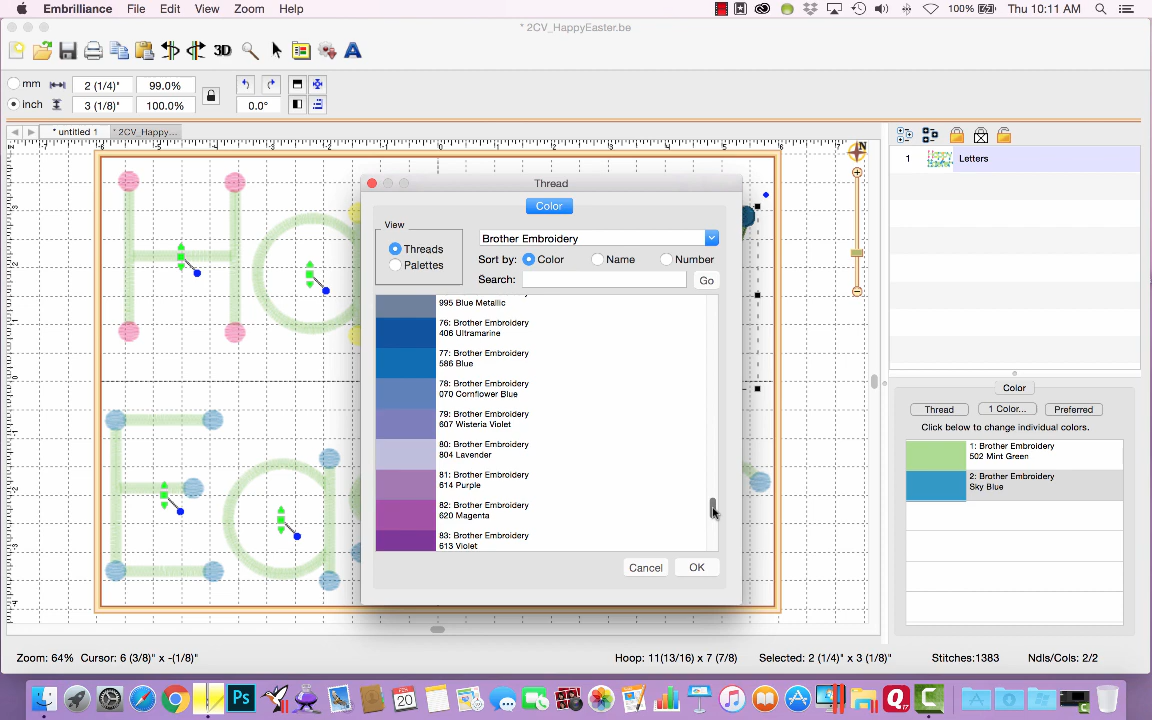 Embrilliance File Edit View Zoom Help 100% Thu 10:11 AM
* 2CV_HappyEaster.be
3D A
mm 2 (1/4)" 99.0%
inch 3 (1/8)" 100.0% 0.0°
* untitled 1 * 2CV_Happy...
N
1 Letters
Thread
Color
View
Threads
Palettes
Brother Embroidery
Sort by: Color Name Number
Search: Go
995 Blue Metallic
76: Brother Embroidery
406 Ultramarine
77: Brother Embroidery
586 Blue
78: Brother Embroidery
070 Cornflower Blue
79: Brother Embroidery
607 Wisteria Violet
80: Brother Embroidery
804 Lavender
81: Brother Embroidery
614 Purple
82: Brother Embroidery
620 Magenta
83: Brother Embroidery
613 Violet
Cancel OK
Color
Thread 1 Color... Preferred
Click below to change individual colors.
1: Brother Embroidery
502 Mint Green
2: Brother Embroidery
Sky Blue
Ha
Ea
Zoom: 64% Cursor: 6 (3/8)" x -(1/8)" Hoop: 11(13/16) x 7 (7/8) Selected: 2 (1/4)" x 3 (1/8)" Stitches:1383 Ndls/Cols: 2/2
Ps 20